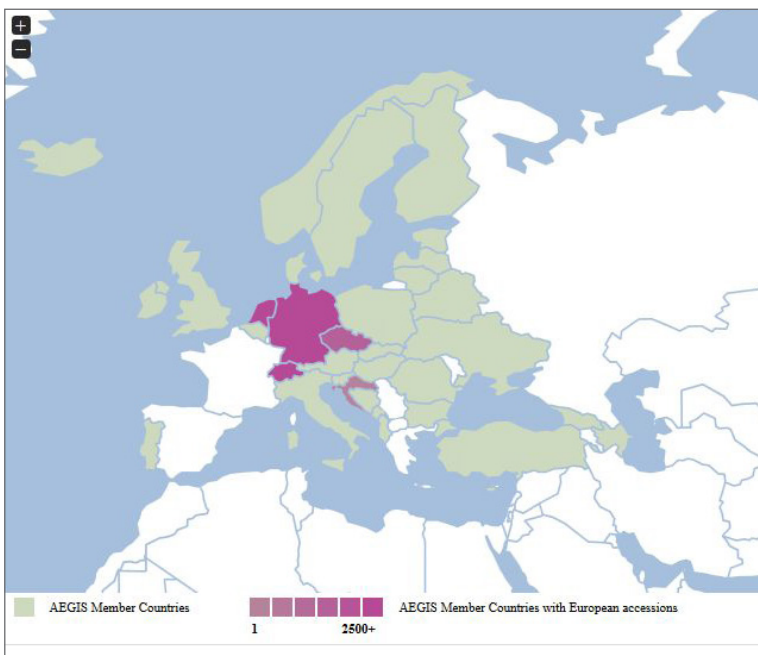 +
−
AEGIS Member Countries
AEGIS Member Countries with European accessions
1 2500+